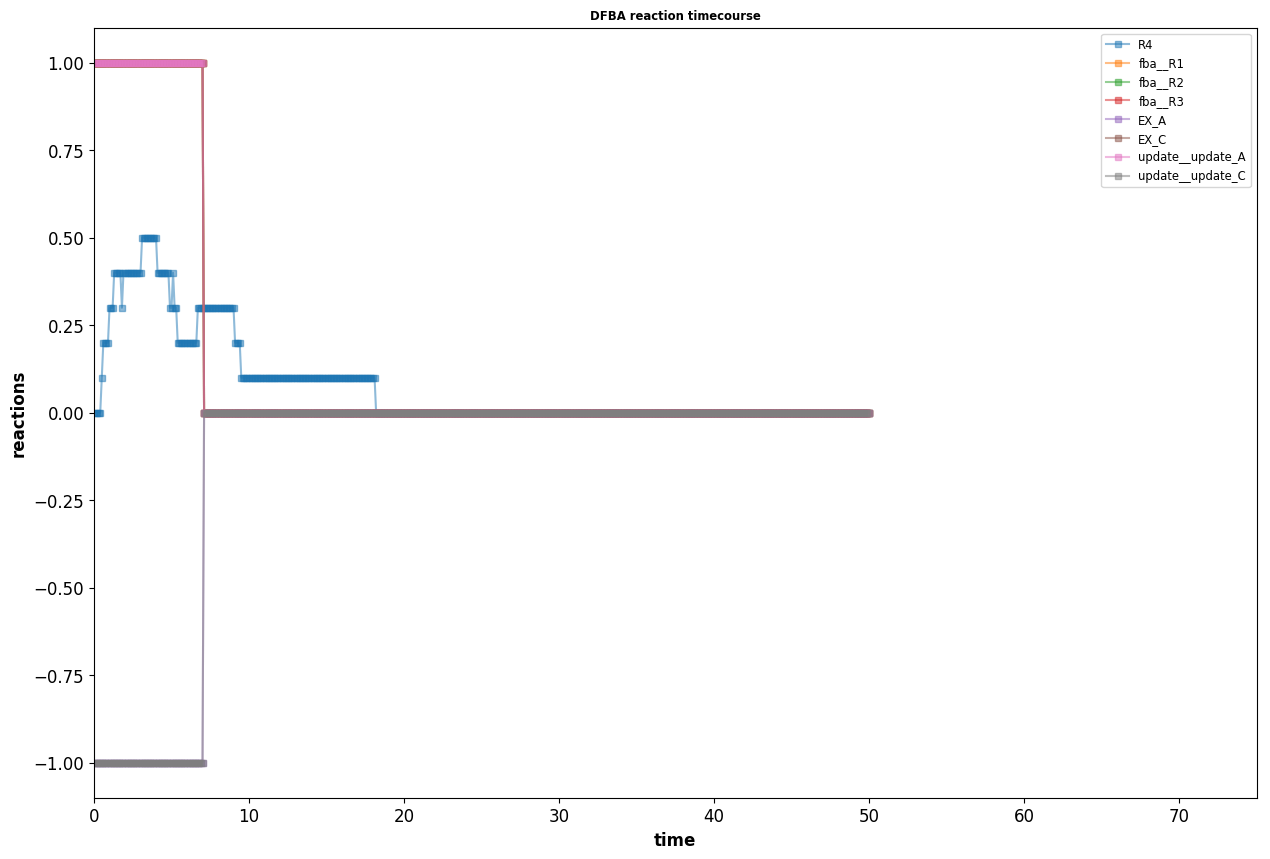 DFBA reaction timecourse
1.00
0.75
0.50
0.25
0.00
−0.25
−0.50
−0.75
−1.00
reactions
0 10 20 30 40 50 60 70
time
R4
fba__R1
fba__R2
fba__R3
EX_A
EX_C
update__update_A
update__update_C